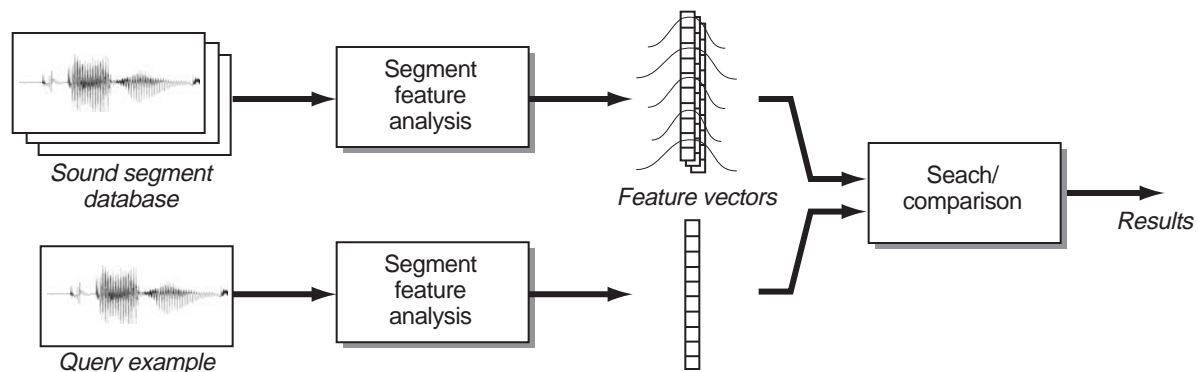 Segment
feature
analysis
Sound segment
database
Feature vectors
Seach/
comparison
Results
Segment
feature
analysis
Query example